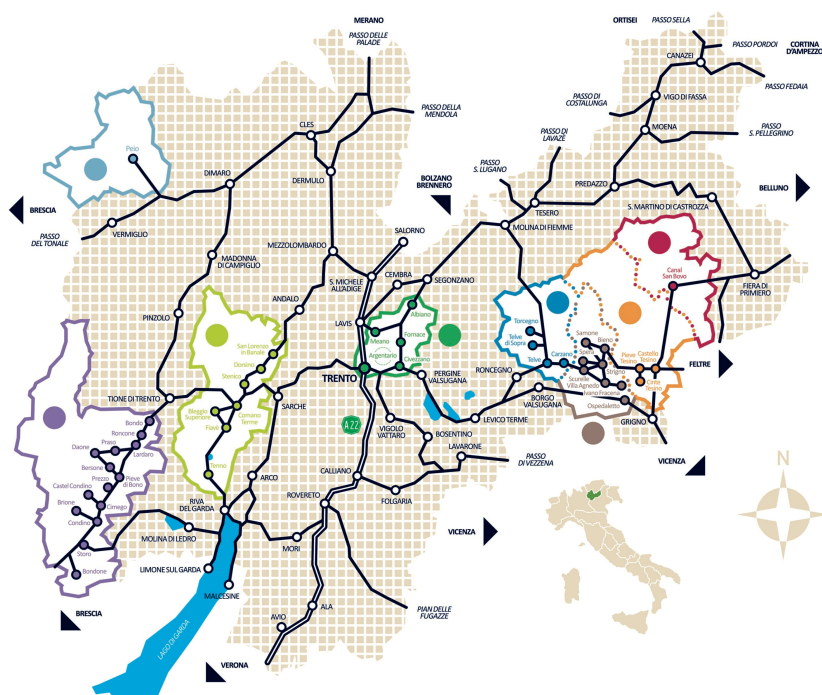 MERANO
PASSO DELLE
PALADE
ORTISEI
PASSO SELLA
PASSO PORDOI
CORTINA
D'AMPEZZO
CANAZEI
PASSO FEDAIA
PASSO DI
COSTALUNGA
VIGO DI FASSA
PASSO DELLA
MENDOLA
CLES
MOENA
PASSO
S. PELLEGRINO
PASSO DI
LAVAZÈ
Peio
DERMULO
BOLZANO
BRENNERO
PASSO
S. LUGANO
PREDAZZO
BELLUNO
DIMARO
BRESCIA
TESERO
S. MARTINO DI CASTROZZA
PASSO
DEL TONALE
VERMIGLIO
SALORNO
MOLINA DI FIEMME
MEZZOLOMBARDO
MADONNA
DI CAMPIGLIO
S. MICHELE
ALL'ADIGE
CEMBRA
SEGONZANO
Canal
San Bovo
FIERA DI
PRIMIERO
PINZOLO
ANDALO
LAVIS
Albiano
Meano
Fornace
Argentario
Civezzano
Torcegno
Telve
di Sopra
Telve
Carzano
Samone
Bieno
Spera
Strigno
Pieve
Tesino
Castello
Tesino
Cinte
Tesino
Scurelle
Villa Agnedo
Ivano Fracena
Ospedaletto
FELTRE
San Lorenzo
in Banale
Dorsino
Stenico
TRENTO
PERGINE
VALSUGANA
RONCEGNO
BORGO
VALSUGANA
TIONE DI TRENTO
SARCHE
Bleggio
Superiore
Comano
Terme
Fiavè
LEVICO TERME
GRIGNO
Bondo
Roncone
Lardaro
Praso
Daone
Bersone
Prezzo
Pieve
di Bono
Castel Condino
Brione
Cimego
Condino
Storo
Bondone
A 22
VIGOLO
VATTARO
BOSENTINO
LAVARONE
PASSO
DI VEZZENA
VICENZA
Tenno
ARCO
CALLIANO
FOLGARIA
ROVERETO
RIVA
DEL GARDA
MOLINA DI LEDRO
MORI
VICENZA
N
LIMONE SUL GARDA
MALCESINE
BRESCIA
LAGO DI GARDA
ALA
AVIO
PIAN DELLE
FUGAZZE
VERONA